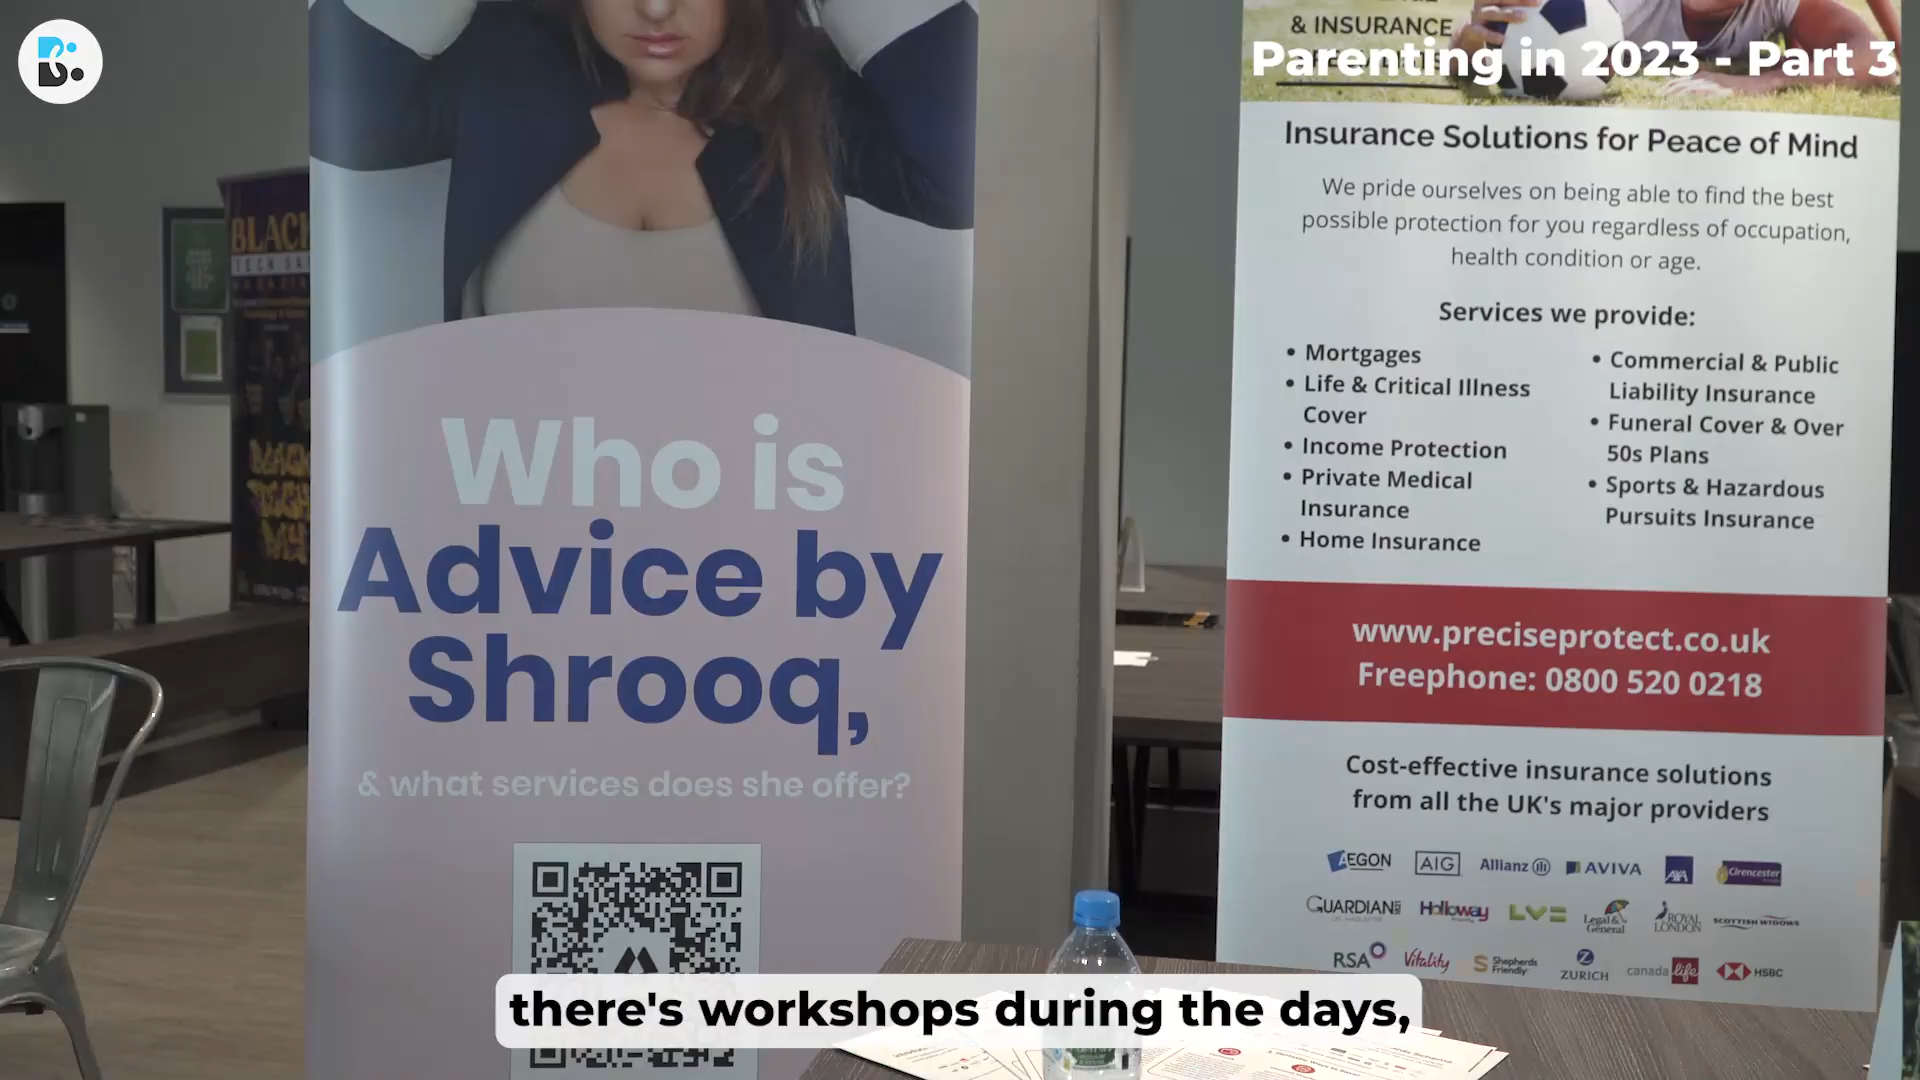 Parenting in 2023 - Part 3
BLACK
TECH
BLACK
TECH
Who is
Advice by
Shrooq,
& what services does she offer?
& INSURANCE
Insurance Solutions for Peace of Mind
We pride ourselves on being able to find the best
possible protection for you regardless of occupation,
health condition or age.
Services we provide:
• Mortgages
• Life & Critical Illness
Cover
• Income Protection
• Private Medical
Insurance
• Home Insurance
• Commercial & Public
Liability Insurance
• Funeral Cover & Over
50s Plans
• Sports & Hazardous
Pursuits Insurance
www.preciseprotect.co.uk
Freephone: 0800 520 0218
Cost-effective insurance solutions
from all the UK's major providers
AEGON AIG Allianz AVIVA AXA Cirencester
GUARDIAN Holloway LV= Legal & General ROYAL LONDON SCOTTISH WIDOWS
RSA Vitality Shepherds Friendly ZURICH canada life HSBC
there's workshops during the days,